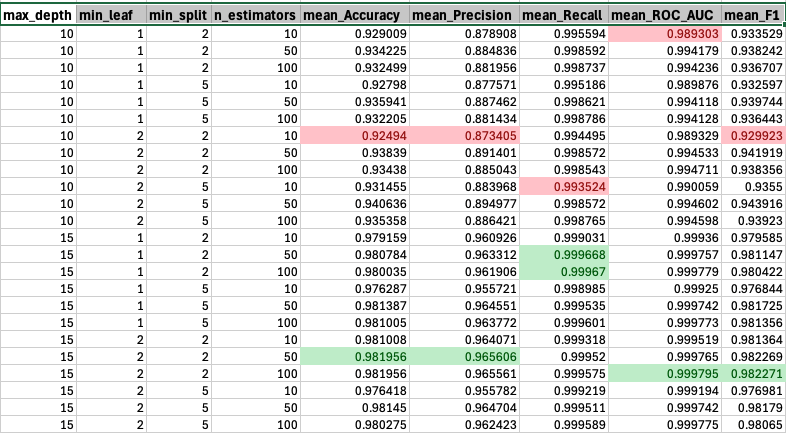 max_depth min_leaf min_split n_estimators mean_Accuracy mean_Precision mean_Recall mean_ROC_AUC mean_F1
10 1 2 10 0.929009 0.878908 0.995594 0.989303 0.933529
10 1 2 50 0.934225 0.884836 0.998592 0.994179 0.938242
10 1 2 100 0.932499 0.881956 0.998737 0.994236 0.936707
10 1 5 10 0.92798 0.877571 0.995186 0.989876 0.932597
10 1 5 50 0.935941 0.887462 0.998621 0.994118 0.939744
10 1 5 100 0.932205 0.881434 0.998786 0.994128 0.936443
10 2 2 10 0.92494 0.873405 0.994495 0.989329 0.929923
10 2 2 50 0.93839 0.891401 0.998572 0.994533 0.941919
10 2 2 100 0.93438 0.885043 0.998543 0.994711 0.938356
10 2 5 10 0.931455 0.883968 0.993524 0.990059 0.9355
10 2 5 50 0.940636 0.894977 0.998572 0.994602 0.943916
10 2 5 100 0.935358 0.886421 0.998765 0.994598 0.93923
15 1 2 10 0.979159 0.960926 0.999031 0.99936 0.979585
15 1 2 50 0.980784 0.963312 0.999668 0.999757 0.981147
15 1 2 100 0.980035 0.961906 0.99967 0.999779 0.980422
15 1 5 10 0.976287 0.955721 0.998985 0.99925 0.976844
15 1 5 50 0.981387 0.964551 0.999535 0.999742 0.981725
15 1 5 100 0.981005 0.963772 0.999601 0.999773 0.981356
15 2 2 10 0.981008 0.964071 0.999318 0.999519 0.981364
15 2 2 50 0.981956 0.965606 0.99952 0.999765 0.982269
15 2 2 100 0.981956 0.965561 0.999575 0.999795 0.982271
15 2 5 10 0.976418 0.955782 0.999219 0.999194 0.976981
15 2 5 50 0.98145 0.964704 0.999511 0.999742 0.98179
15 2 5 100 0.980275 0.962423 0.999589 0.999775 0.98065